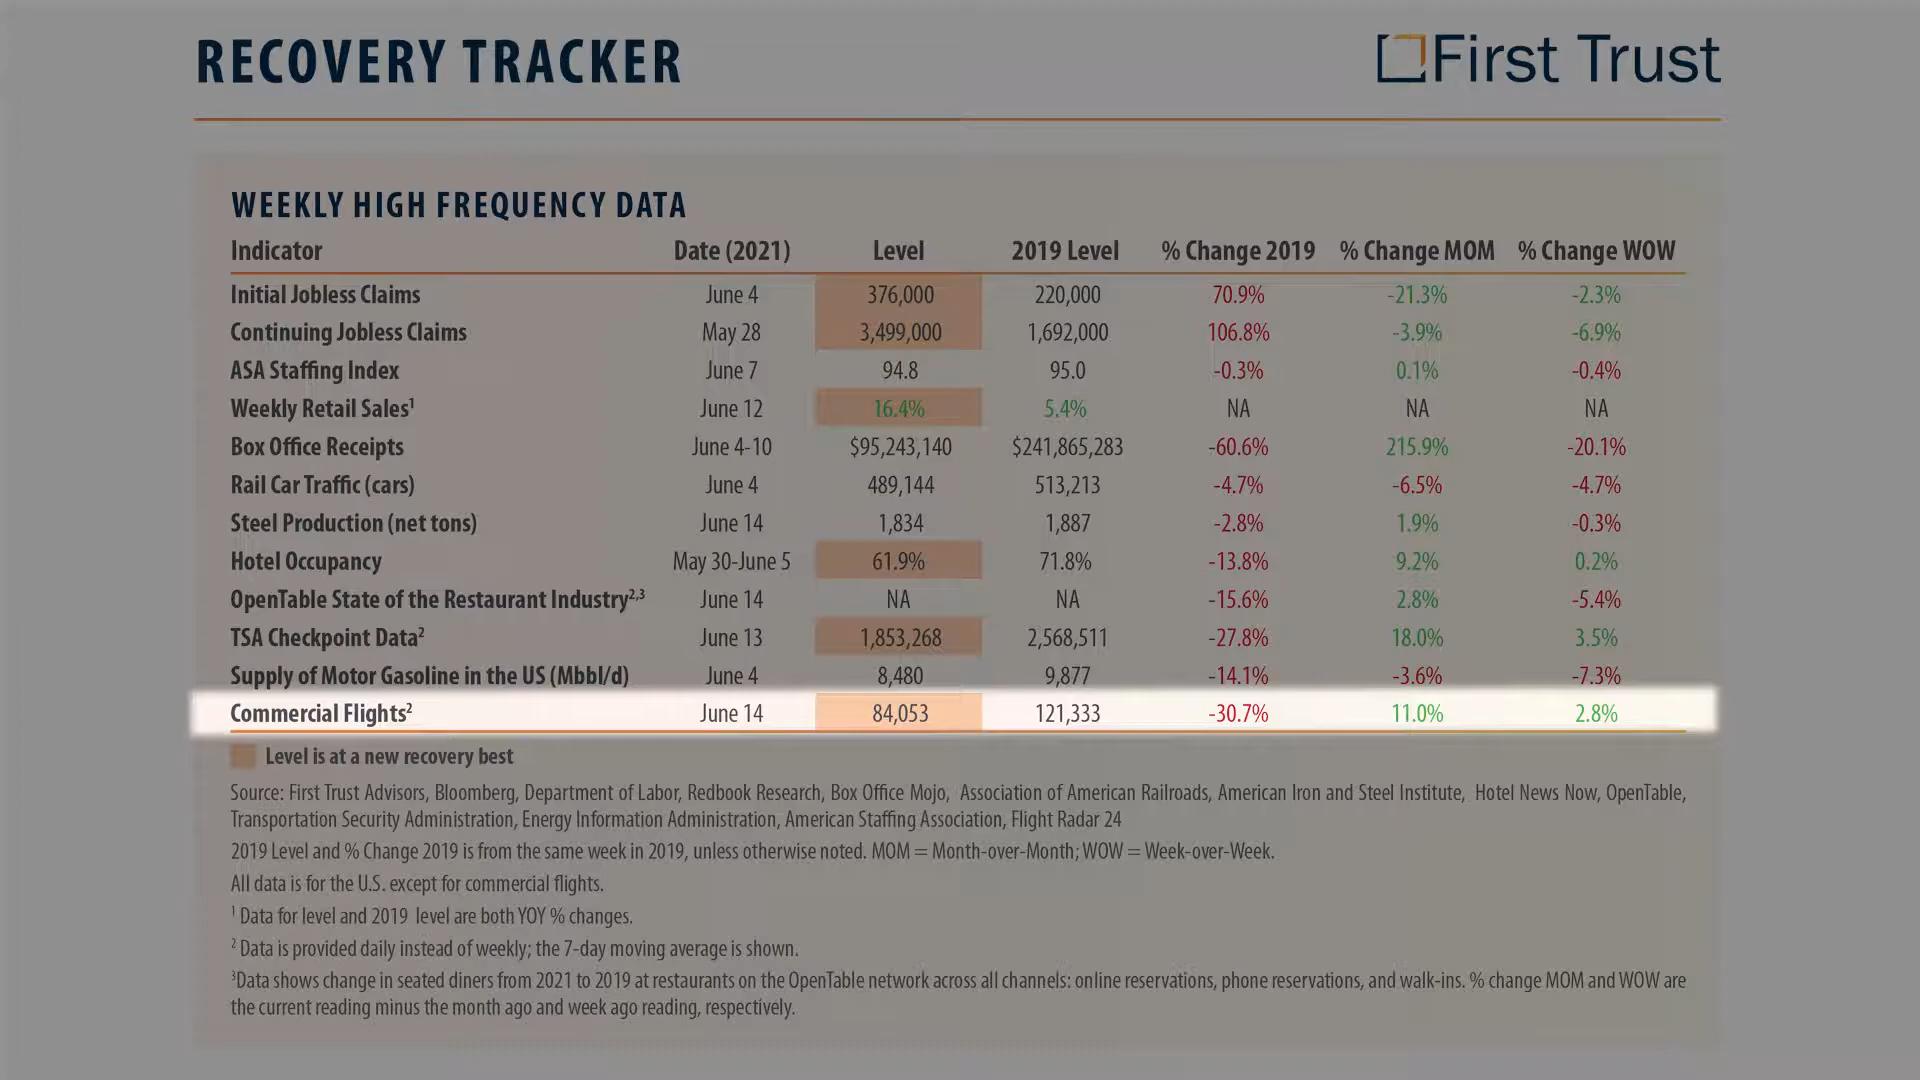 RECOVERY TRACKER
First Trust
WEEKLY HIGH FREQUENCY DATA
Indicator Date (2021) Level 2019 Level % Change 2019 % Change MOM % Change WOW
Initial Jobless Claims June 4 376,000 220,000 70.9% -21.3% -2.3%
Continuing Jobless Claims May 28 3,499,000 1,692,000 106.8% -3.9% -6.9%
ASA Staffing Index June 7 94.8 95.0 -0.3% 0.1% -0.4%
Weekly Retail Sales¹ June 12 16.4% 5.4% NA NA NA
Box Office Receipts June 4-10 $95,243,140 $241,865,283 -60.6% 215.9% -20.1%
Rail Car Traffic (cars) June 4 489,144 513,213 -4.7% -6.5% -4.7%
Steel Production (net tons) June 14 1,834 1,887 -2.8% 1.9% -0.3%
Hotel Occupancy May 30-June 5 61.9% 71.8% -13.8% 9.2% 0.2%
OpenTable State of the Restaurant Industry²,³ June 14 NA NA -15.6% 2.8% -5.4%
TSA Checkpoint Data² June 13 1,853,268 2,568,511 -27.8% 18.0% 3.5%
Supply of Motor Gasoline in the US (Mbbl/d) June 4 8,480 9,877 -14.1% -3.6% -7.3%
Commercial Flights² June 14 84,053 121,333 -30.7% 11.0% 2.8%
Level is at a new recovery best
Source: First Trust Advisors, Bloomberg, Department of Labor, Redbook Research, Box Office Mojo, Association of American Railroads, American Iron and Steel Institute, Hotel News Now, OpenTable,
Transportation Security Administration, Energy Information Administration, American Staffing Association, Flight Radar 24
2019 Level and % Change 2019 is from the same week in 2019, unless otherwise noted. MOM = Month-over-Month; WOW = Week-over-Week.
All data is for the U.S. except for commercial flights.
¹ Data for level and 2019 level are both YOY % changes.
² Data is provided daily instead of weekly; the 7-day moving average is shown.
³Data shows change in seated diners from 2021 to 2019 at restaurants on the OpenTable network across all channels: online reservations, phone reservations, and walk-ins. % change MOM and WOW are
the current reading minus the month ago and week ago reading, respectively.